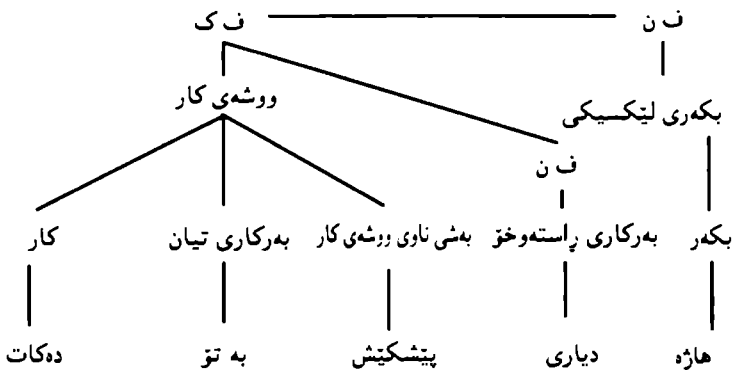 ف ن ف ک
ووشەی کار
بکەری لێکسیکی
ف ن
بکەر بەرکاری ڕاستەوخۆ بەشی ناوی ووشەی کار بەرکاری تیان کار
هاژە دیاری پێشکێش بە تۆ دەکات